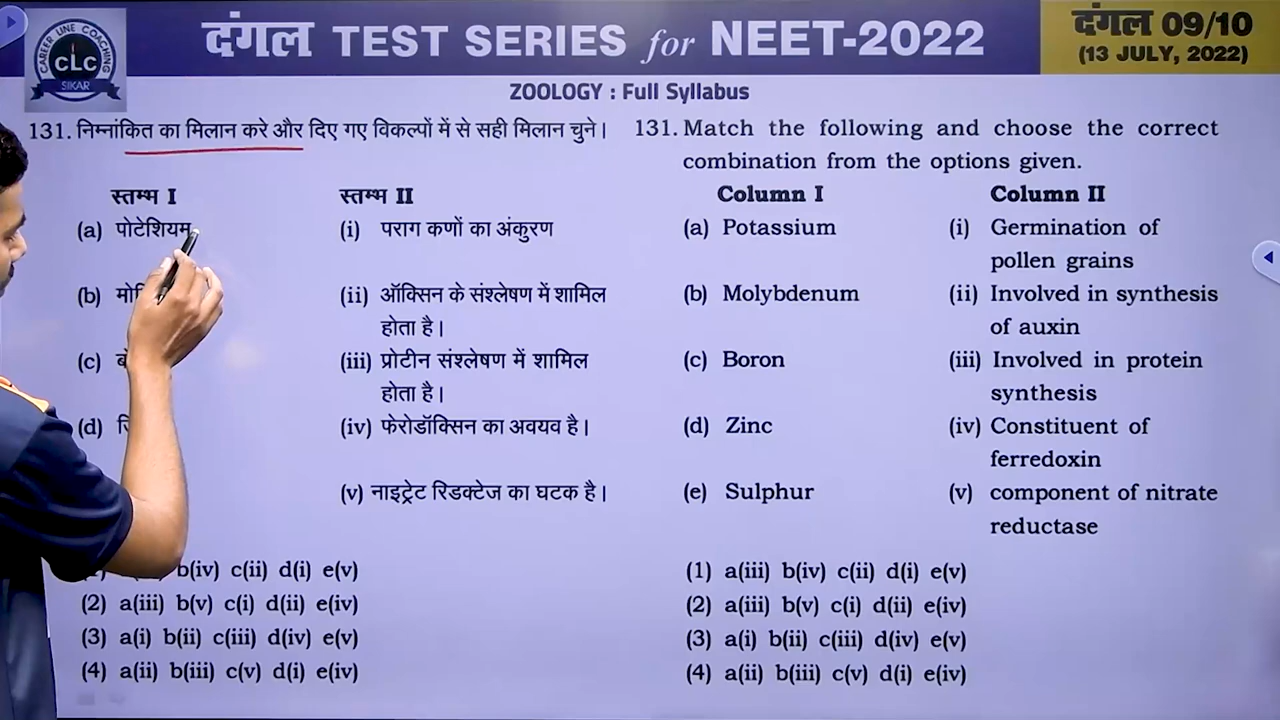 दंगल TEST SERIES for NEET-2022
दंगल 09/10
(13 JULY, 2022)
CAREER LINE COACHING
CLC
SIKAR
ZOOLOGY : Full Syllabus
131. निम्नांकित का मिलान करे और दिए गए विकल्पों में से सही मिलान चुने।
स्तम्भ I स्तम्भ II
(a) पोटेशियम (i) पराग कणों का अंकुरण
(b) (ii) ऑक्सिन के संश्लेषण में शामिल
होता है।
(c) (iii) प्रोटीन संश्लेषण में शामिल
होता है।
(d) (iv) फेरोडॉक्सिन का अवयव है।
(v) नाइट्रेट रिडक्टेज का घटक है।
b(iv) c(ii) d(i) e(v)
(2) a(iii) b(v) c(i) d(ii) e(iv)
(3) a(i) b(ii) c(iii) d(iv) e(v)
(4) a(ii) b(iii) c(v) d(i) e(iv)
131. Match the following and choose the correct
combination from the options given.
Column I Column II
(a) Potassium (i) Germination of
pollen grains
(b) Molybdenum (ii) Involved in synthesis
of auxin
(c) Boron (iii) Involved in protein
synthesis
(d) Zinc (iv) Constituent of
ferredoxin
(e) Sulphur (v) component of nitrate
reductase
(1) a(iii) b(iv) c(ii) d(i) e(v)
(2) a(iii) b(v) c(i) d(ii) e(iv)
(3) a(i) b(ii) c(iii) d(iv) e(v)
(4) a(ii) b(iii) c(v) d(i) e(iv)